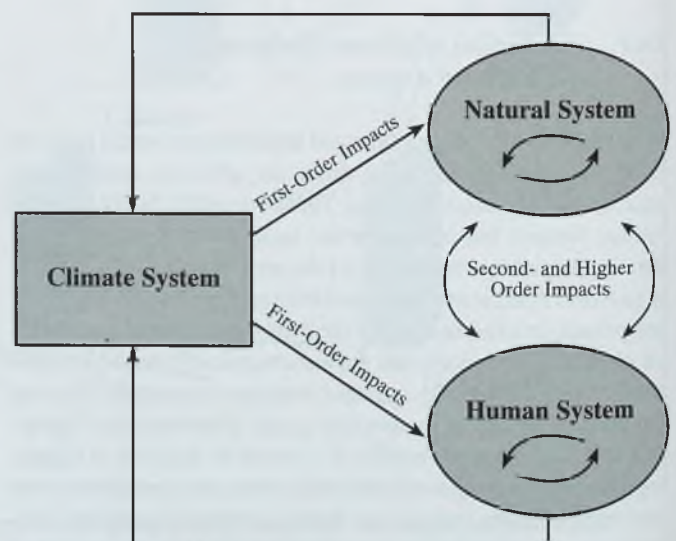 Natural System
First-Order Impacts
Climate System
Second- and Higher
Order Impacts
First-Order Impacts
Human System